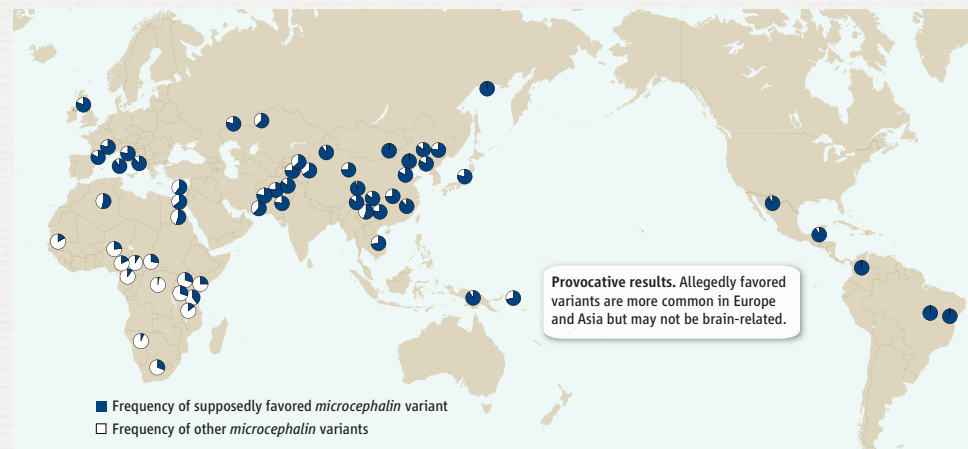 Provocative results. Allegedly favored
variants are more common in Europe
and Asia but may not be brain-related.
Frequency of supposedly favored microcephalin variant
Frequency of other microcephalin variants